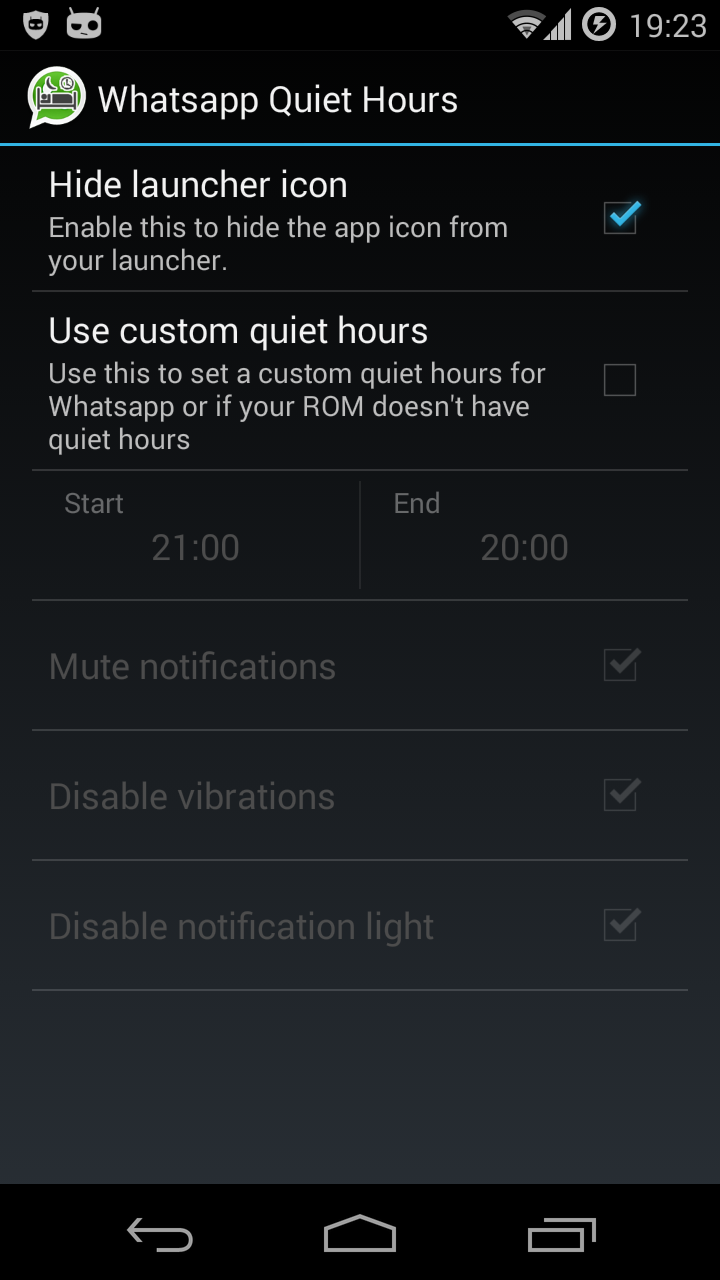 19:23
Whatsapp Quiet Hours
Hide launcher icon
Enable this to hide the app icon from
your launcher.
Use custom quiet hours
Use this to set a custom quiet hours for
Whatsapp or if your ROM doesn't have
quiet hours
Start
End
21:00
20:00
Mute notifications
Disable vibrations
Disable notification light